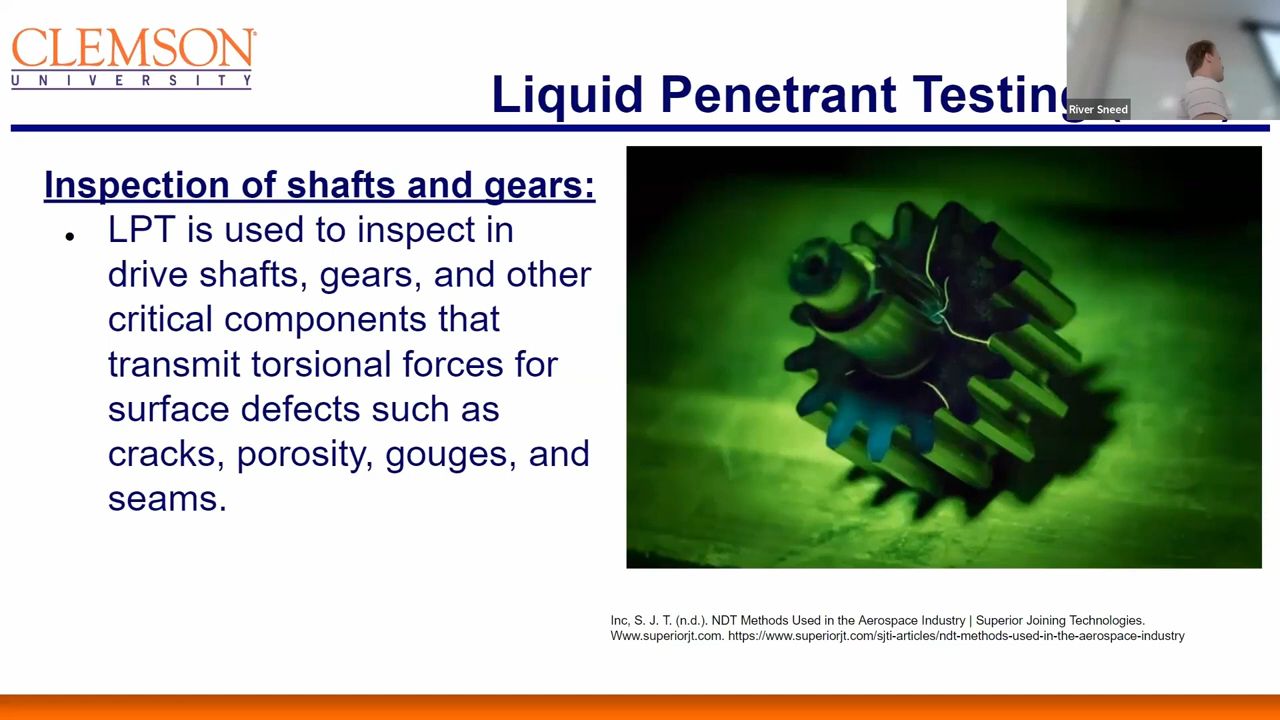 CLEMSON
UNIVERSITY
Liquid Penetrant Testing
River Sneed
Inspection of shafts and gears:
• LPT is used to inspect in
drive shafts, gears, and other
critical components that
transmit torsional forces for
surface defects such as
cracks, porosity, gouges, and
seams.
Inc, S. J. T. (n.d.). NDT Methods Used in the Aerospace Industry | Superior Joining Technologies.
Www.superiorjt.com. https://www.superiorjt.com/sjti-articles/ndt-methods-used-in-the-aerospace-industry